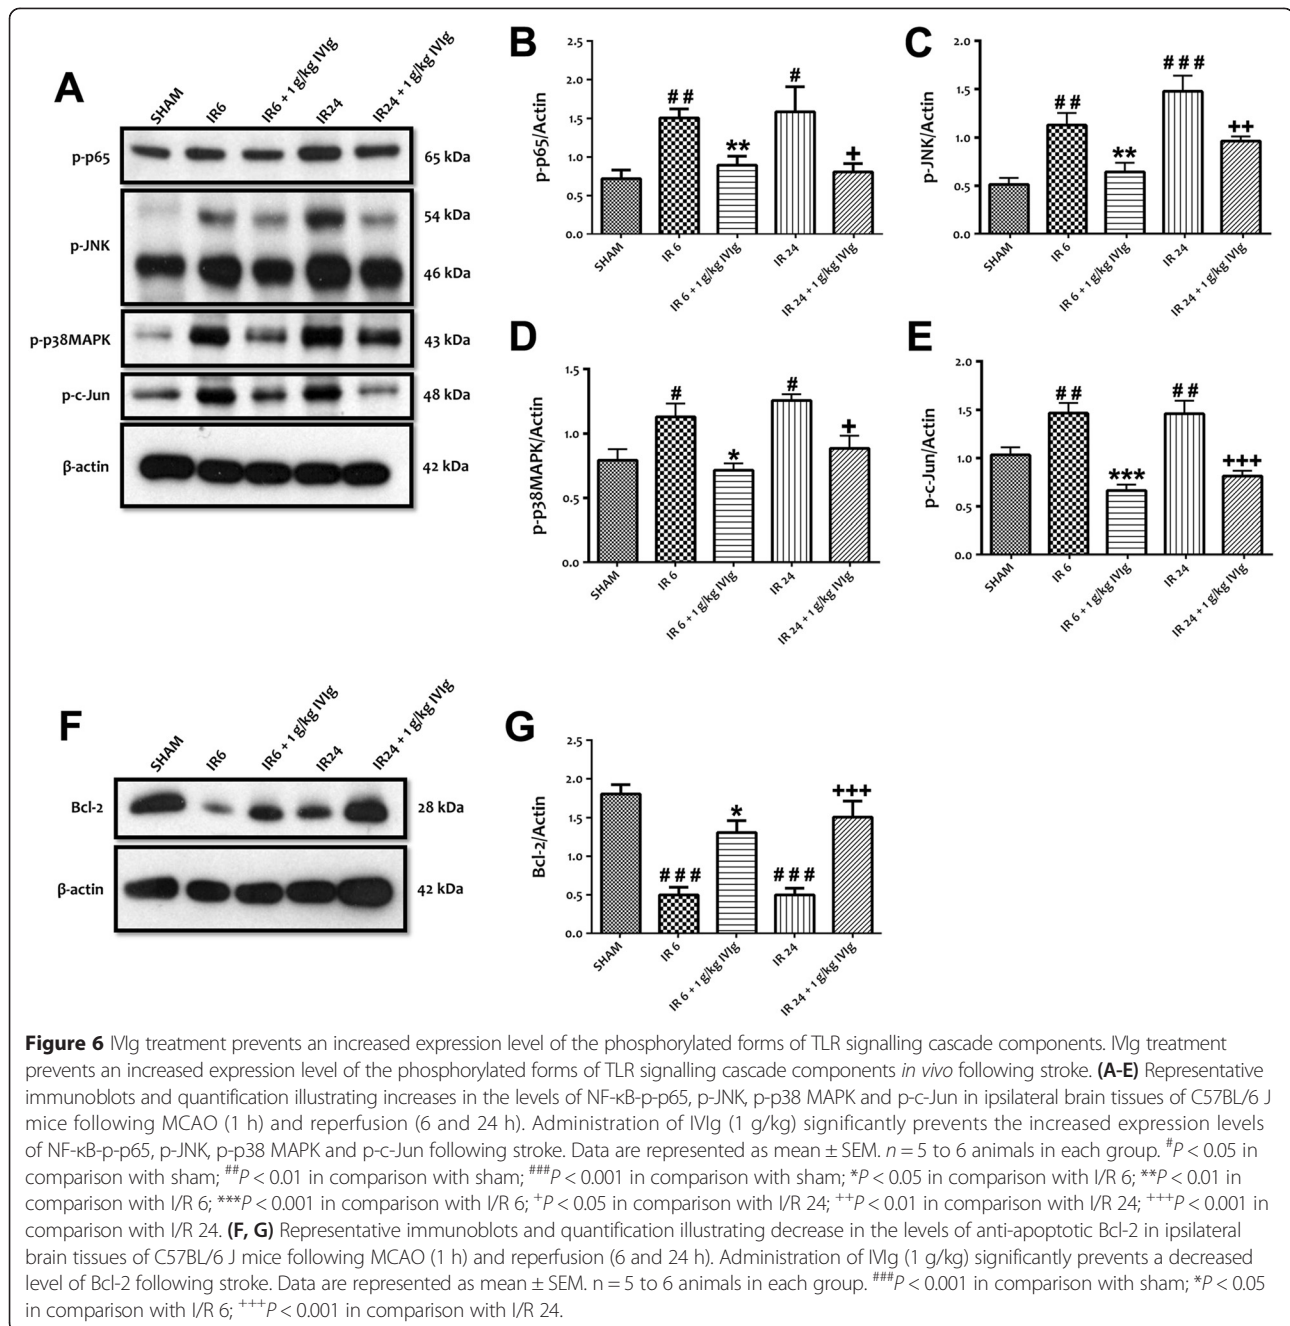 A
SHAM
IR6
IR6 + 1 g/kg IVIg
IR24
IR24 + 1 g/kg IVIg
p-p65
65 kDa
p-JNK
54 kDa
46 kDa
p-p38MAPK
43 kDa
p-c-Jun
48 kDa
β-actin
42 kDa
B
p-p65/Actin
2.5
2.0
1.5
1.0
0.5
0.0
##
**
#
+
SHAM
IR 6
IR 6 + 1 g/kg IVIg
IR 24
IR 24 + 1 g/kg IVIg
C
p-JNK/Actin
2.0
1.5
1.0
0.5
0.0
##
**
###
++
SHAM
IR 6
IR 6 + 1 g/kg IVIg
IR 24
IR 24 + 1 g/kg IVIg
D
p-p38MAPK/Actin
1.5
1.0
0.5
0.0
#
*
#
+
SHAM
IR 6
IR 6 + 1 g/kg IVIg
IR 24
IR 24 + 1 g/kg IVIg
E
p-c-Jun/Actin
2.0
1.5
1.0
0.5
0.0
##
***
##
+++
SHAM
IR 6
IR 6 + 1 g/kg IVIg
IR 24
IR 24 + 1 g/kg IVIg
F
SHAM
IR6
IR6 + 1 g/kg IVIg
IR24
IR24 + 1 g/kg IVIg
Bcl-2
28 kDa
β-actin
42 kDa
G
Bcl-2/Actin
2.5
2.0
1.5
1.0
0.5
0.0
###
*
###
+++
SHAM
IR 6
IR 6 + 1 g/kg IVIg
IR 24
IR 24 + 1 g/kg IVIg
Figure 6 IVIg treatment prevents an increased expression level of the phosphorylated forms of TLR signalling cascade components. IVIg treatment
prevents an increased expression level of the phosphorylated forms of TLR signalling cascade components in vivo following stroke. (A-E) Representative
immunoblots and quantification illustrating increases in the levels of NF-κB-p-p65, p-JNK, p-p38 MAPK and p-c-Jun in ipsilateral brain tissues of C57BL/6 J
mice following MCAO (1 h) and reperfusion (6 and 24 h). Administration of IVIg (1 g/kg) significantly prevents the increased expression levels
of NF-κB-p-p65, p-JNK, p-p38 MAPK and p-c-Jun following stroke. Data are represented as mean ± SEM. n = 5 to 6 animals in each group. #P < 0.05 in
comparison with sham; ##P < 0.01 in comparison with sham; ###P < 0.001 in comparison with sham; *P < 0.05 in comparison with I/R 6; **P < 0.01 in
comparison with I/R 6; ***P < 0.001 in comparison with I/R 6; +P < 0.05 in comparison with I/R 24; ++P < 0.01 in comparison with I/R 24; +++P < 0.001 in
comparison with I/R 24. (F, G) Representative immunoblots and quantification illustrating decrease in the levels of anti-apoptotic Bcl-2 in ipsilateral
brain tissues of C57BL/6 J mice following MCAO (1 h) and reperfusion (6 and 24 h). Administration of IVIg (1 g/kg) significantly prevents a decreased
level of Bcl-2 following stroke. Data are represented as mean ± SEM. n = 5 to 6 animals in each group. ###P < 0.001 in comparison with sham; *P < 0.05
in comparison with I/R 6; +++P < 0.001 in comparison with I/R 24.